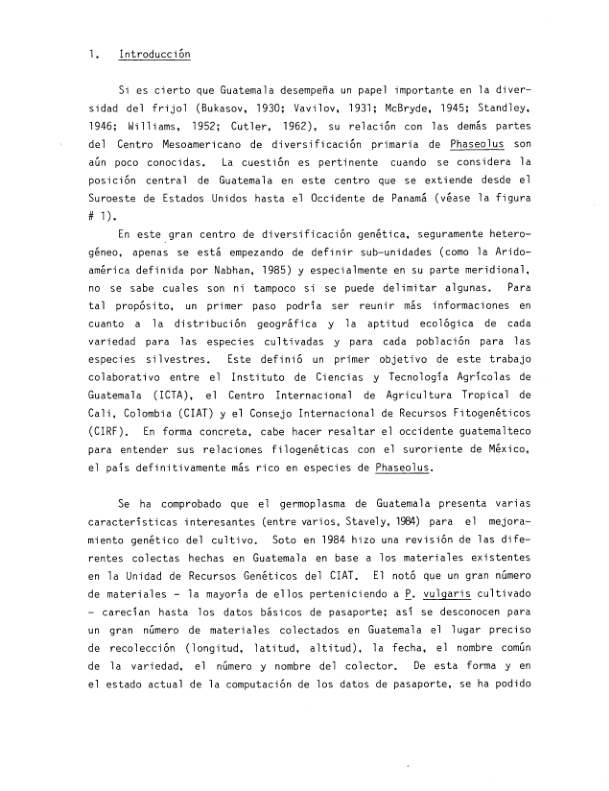 1. Introducción
Si es cierto que Guatemala desempeña un papel importante en la diver-
sidad del frijol (Bukasov, 1930; Vavilov, 1931; McBryde, 1945; Standley,
1946; Williams, 1952; Cutler, 1962), su relación con las demás partes
del Centro Mesoamericano de diversificación primaria de Phaseolus son
aún poco conocidas. La cuestión es pertinente cuando se considera la
posición central de Guatemala en este centro que se extiende desde el
Suroeste de Estados Unidos hasta el Occidente de Panamá (véase la figura
# 1).
En este gran centro de diversificación genética, seguramente hetero-
géneo, apenas se está empezando de definir sub-unidades (como la Arido-
américa definida por Nabhan, 1985) y especialmente en su parte meridional,
no se sabe cuales son ni tampoco si se puede delimitar algunas. Para
tal propósito, un primer paso podría ser reunir más informaciones en
cuanto a la distribución geográfica y la aptitud ecológica de cada
variedad para las especies cultivadas y para cada población para las
especies silvestres. Este definió un primer objetivo de este trabajo
colaborativo entre el Instituto de Ciencias y Tecnología Agrícolas de
Guatemala (ICTA), el Centro Internacional de Agricultura Tropical de
Cali, Colombia (CIAT) y el Consejo Internacional de Recursos Fitogenéticos
(CIRF). En forma concreta, cabe hacer resaltar el occidente guatemalteco
para entender sus relaciones filogenéticas con el suroriente de México,
el país definitivamente más rico en especies de Phaseolus.
Se ha comprobado que el germoplasma de Guatemala presenta varias
características interesantes (entre varios, Stavely, 1984) para el mejora-
miento genético del cultivo. Soto en 1984 hizo una revisión de las dife-
rentes colectas hechas en Guatemala en base a los materiales existentes
en la Unidad de Recursos Genéticos del CIAT. El notó que un gran número
de materiales - la mayoría de ellos perteniciendo a P. vulgaris cultivado
- carecían hasta los datos básicos de pasaporte; así se desconocen para
un gran número de materiales colectados en Guatemala el lugar preciso
de recolección (longitud, latitud, altitud), la fecha, el nombre común
de la variedad, el número y nombre del colector. De esta forma y en
el estado actual de la computación de los datos de pasaporte, se ha podido